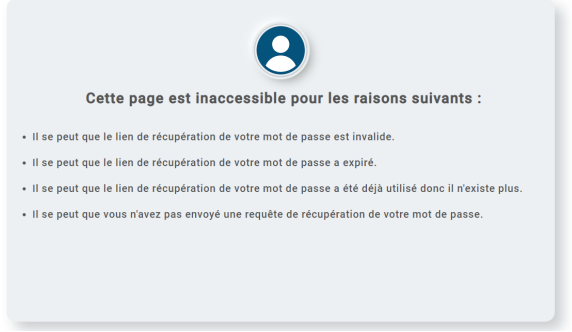 Cette page est inaccessible pour les raisons suivants :
• Il se peut que le lien de récupération de votre mot de passe est invalide.
• Il se peut que le lien de récupération de votre mot de passe a expiré.
• Il se peut que le lien de récupération de votre mot de passe a été déjà utilisé donc il n'existe plus.
• Il se peut que vous n'avez pas envoyé une requête de récupération de votre mot de passe.